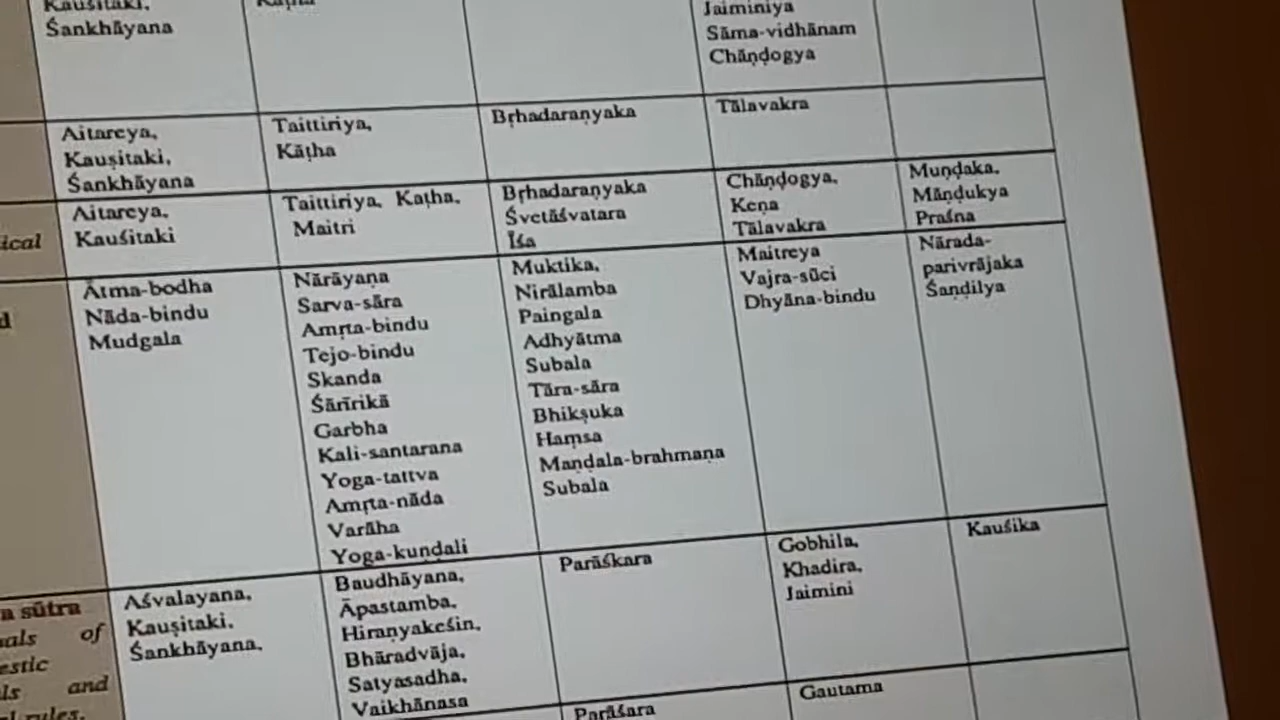 Kauṣitaki,
Śankhāyana
Jaiminiya
Sāma-vidhānam
Chāṇḍogya
Aitareya,
Kauṣitaki,
Śankhāyana
Taittiriya,
Kāṭha
Bṛhadaraṇyaka
Tālavakra
ical
Aitareya,
Kauśitaki
Taittiriya, Kaṭha,
Maitri
Bṛhadaraṇyaka
Śvetāśvatara
Īśa
Chāṇḍogya,
Keṇa
Tālavakra
Muṇḍaka,
Māṇḍukya
Praśna
d
Ātma-bodha
Nāda-bindu
Mudgala
Nārāyaṇa
Sarva-sāra
Amṛta-bindu
Tejo-bindu
Skanda
Śārīrikā
Garbha
Kali-santarana
Yoga-tattva
Amṛta-nāda
Varāha
Yoga-kuṇḍali
Muktika,
Nirālamba
Paingala
Adhyātma
Subala
Tāra-sāra
Bhikṣuka
Haṃsa
Maṇḍala-brahmaṇa
Subala
Maitreya
Vajra-sūci
Dhyāna-bindu
Nārada-
parivrājaka
Śaṇḍilya
a sūtra
uals of
estic
ls and
l rules.
Aśvalayana,
Kauṣitaki,
Śankhāyana,
Baudhāyana,
Āpastamba,
Hiraṇyakeśin,
Bhāradvāja,
Satyasadha,
Vaikhānasa
Parāśkara
Gobhila,
Khadira,
Jaimini
Kauśika
Parāśara
Gautama